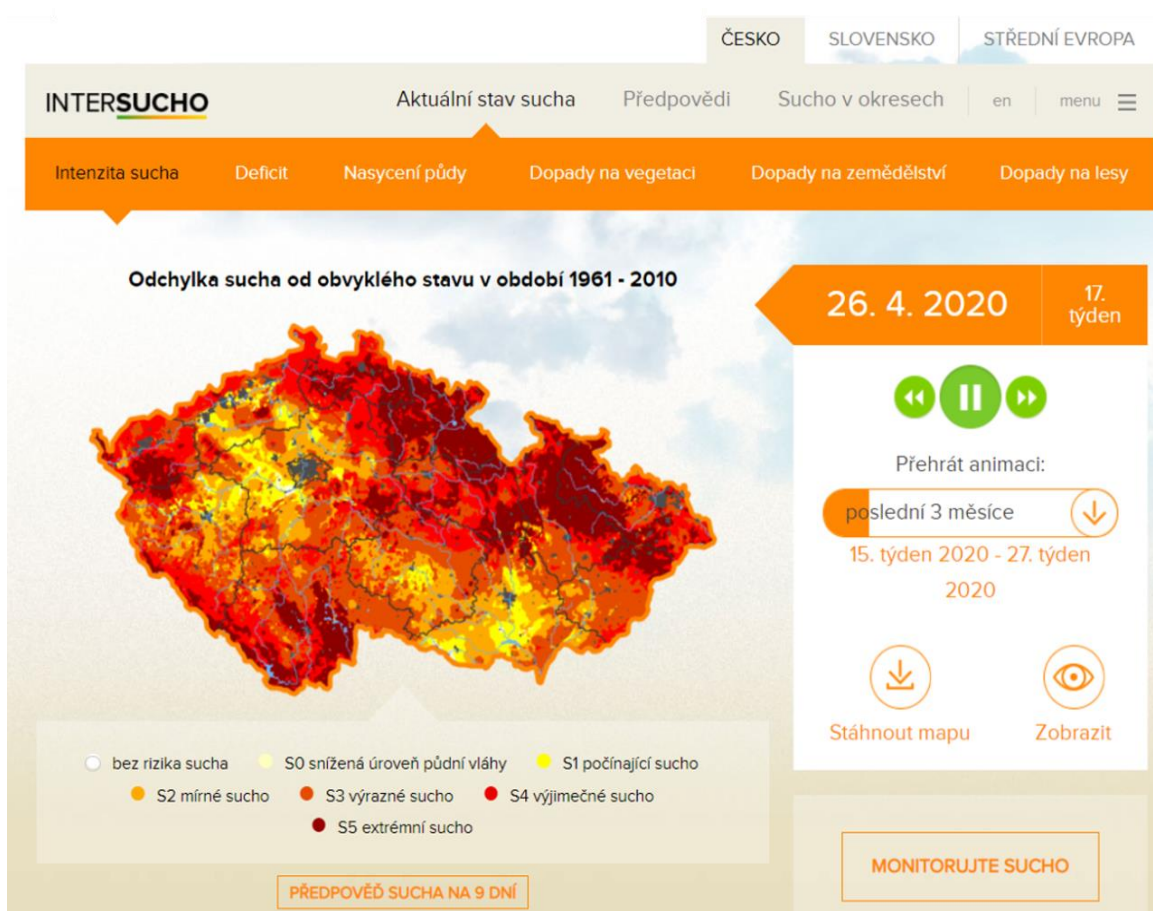 ČESKO SLOVENSKO STŘEDNÍ EVROPA
INTERSUCHO Aktuální stav sucha Předpovědi Sucho v okresech en menu
Intenzita sucha Deficit Nasycení půdy Dopady na vegetaci Dopady na zemědělství Dopady na lesy
Odchylka sucha od obvyklého stavu v období 1961 - 2010
26. 4. 2020
17.
týden
Přehrát animaci:
poslední 3 měsíce
15. týden 2020 - 27. týden
2020
Stáhnout mapu Zobrazit
bez rizika sucha S0 snížená úroveň půdní vláhy S1 počínající sucho
S2 mírné sucho S3 výrazné sucho S4 výjimečné sucho
S5 extrémní sucho
MONITORUJTE SUCHO
PŘEDPOVĚĎ SUCHA NA 9 DNÍ